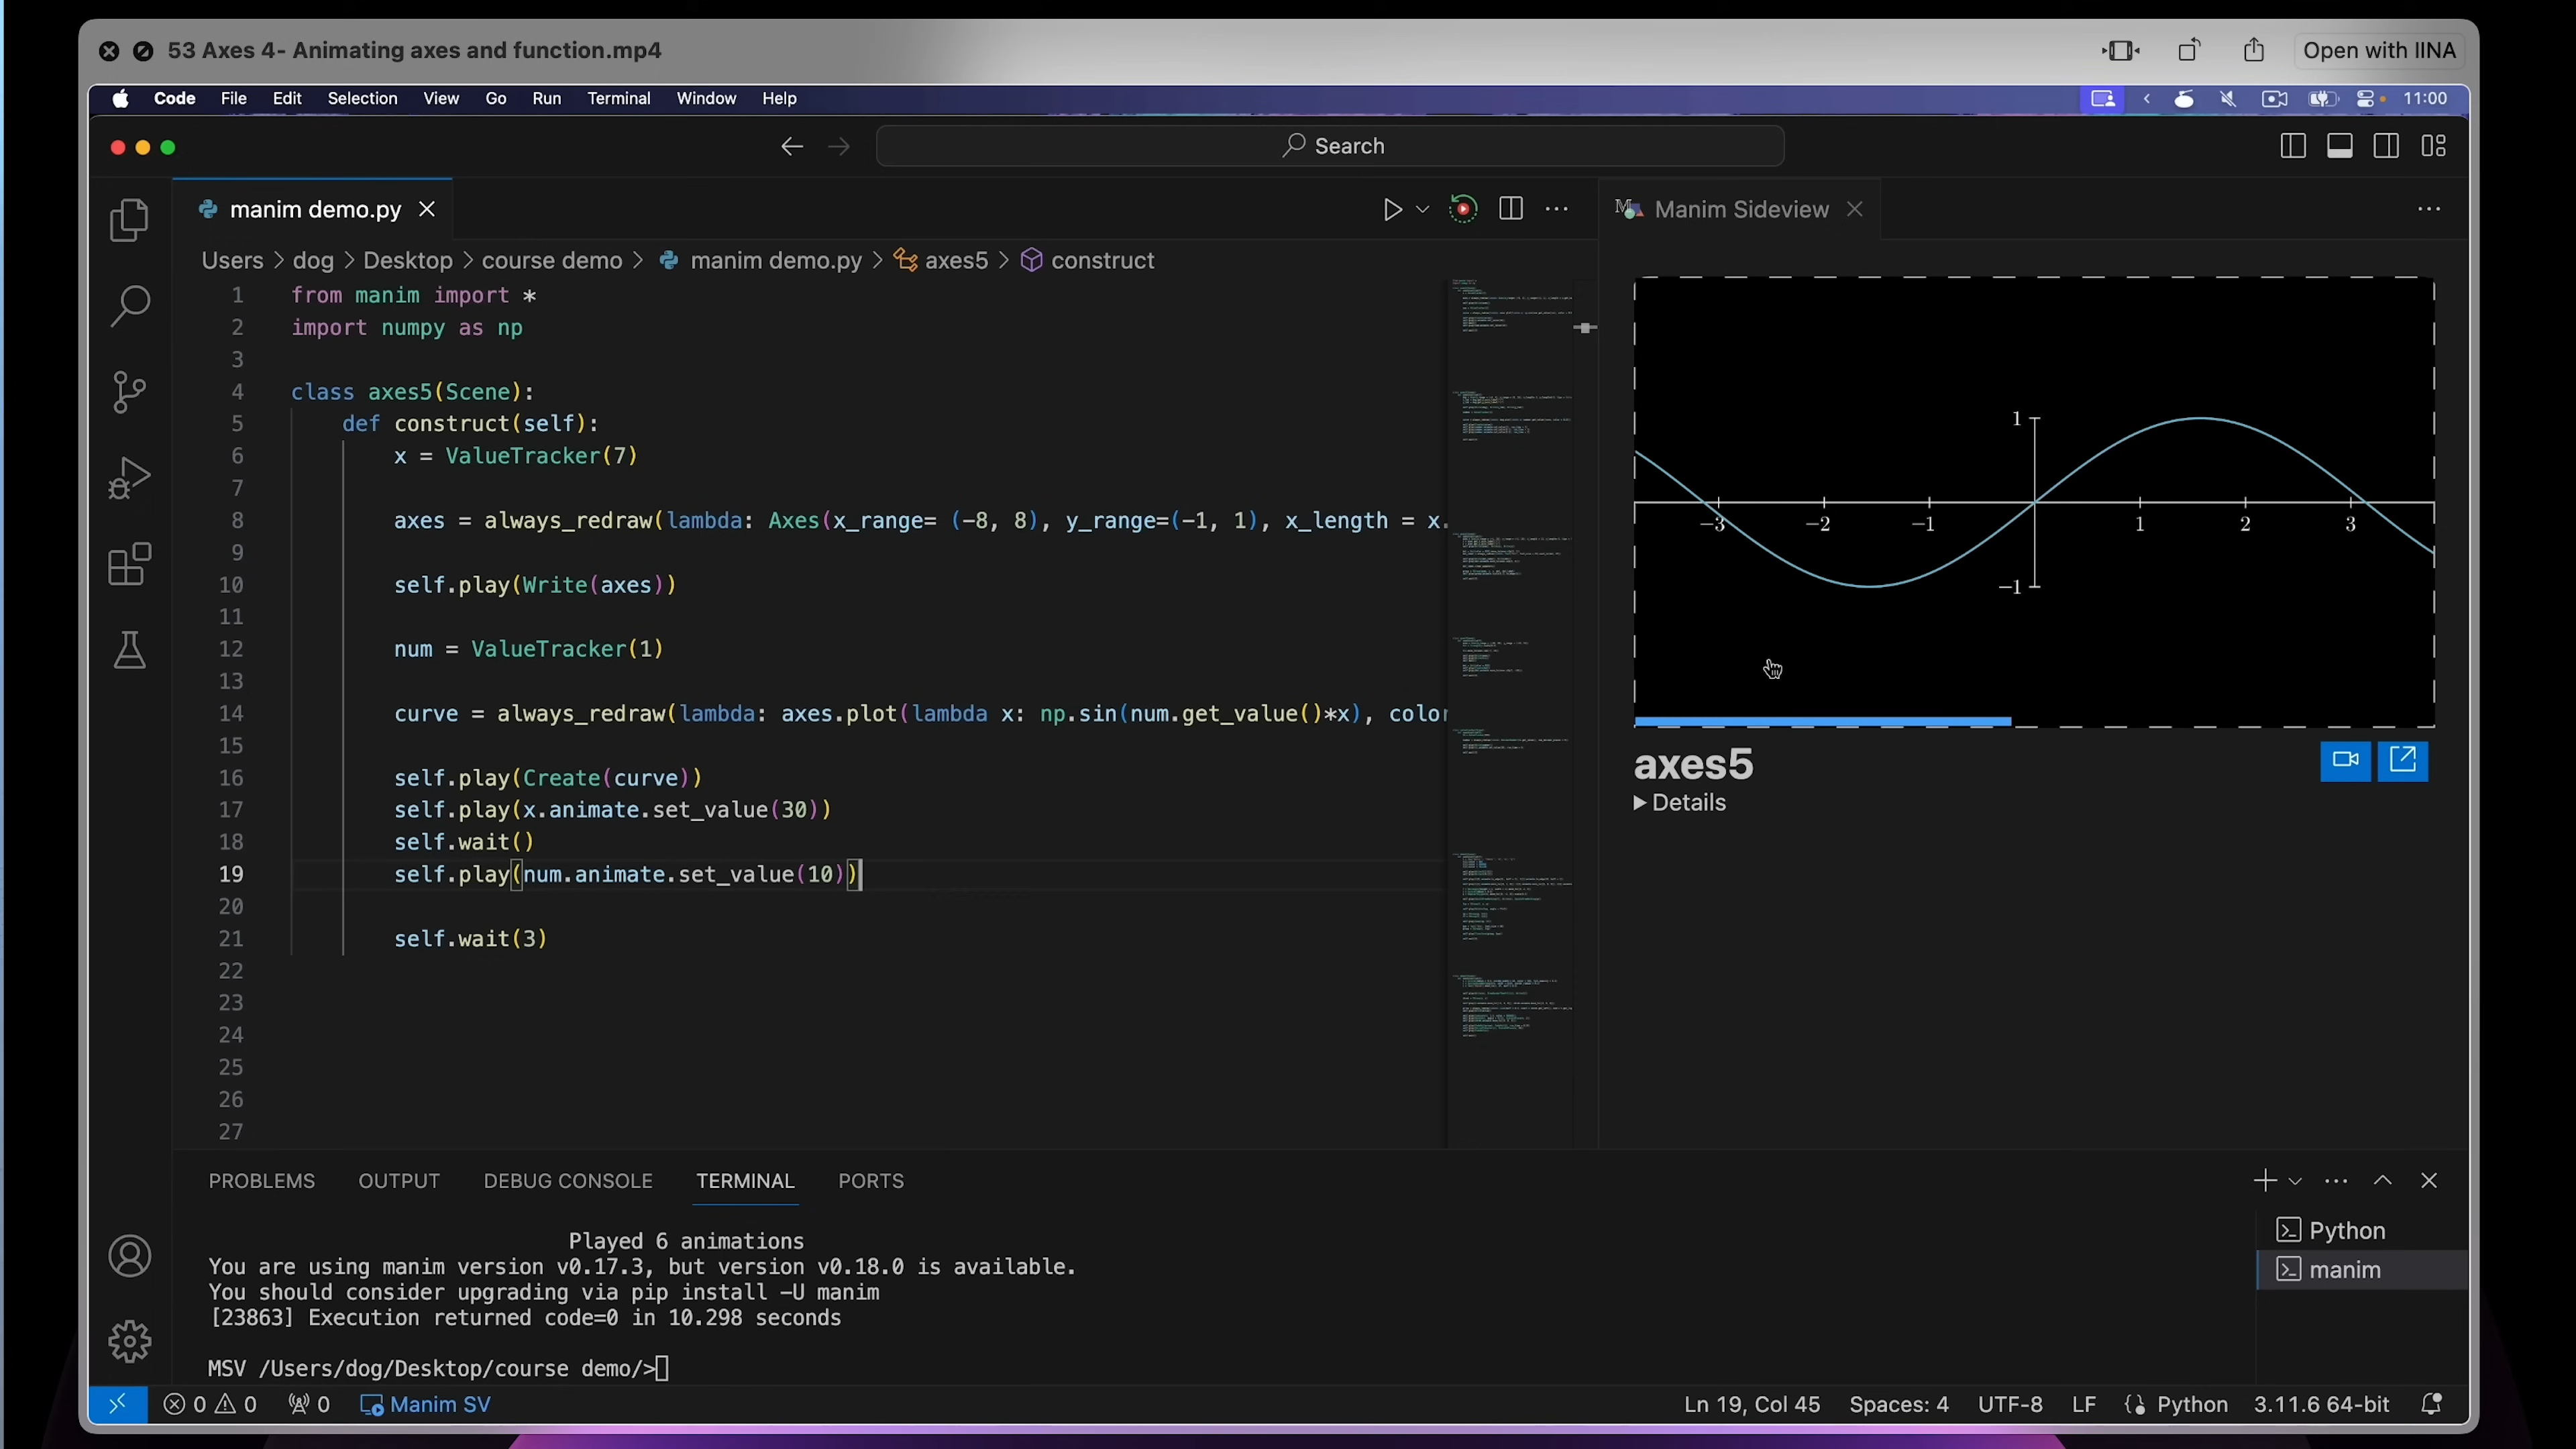 53 Axes 4- Animating axes and function.mp4
Open with IINA
Code File Edit Selection View Go Run Terminal Window Help
11:00
Search
manim demo.py
Manim Sideview
Users > dog > Desktop > course demo > manim demo.py > axes5 > construct
1 from manim import *
2 import numpy as np
3
4 class axes5(Scene):
5 def construct(self):
6 x = ValueTracker(7)
7
8 axes = always_redraw(lambda: Axes(x_range= (-8, 8), y_range=(-1, 1), x_length = x.
9
10 self.play(Write(axes))
11
12 num = ValueTracker(1)
13
14 curve = always_redraw(lambda: axes.plot(lambda x: np.sin(num.get_value()*x), color
15
16 self.play(Create(curve))
17 self.play(x.animate.set_value(30))
18 self.wait()
19 self.play(num.animate.set_value(10))
20
21 self.wait(3)
22
23
24
25
26
27
1
−3 −2 −1 1 2 3
−1
axes5
Details
PROBLEMS OUTPUT DEBUG CONSOLE TERMINAL PORTS
Played 6 animations
You are using manim version v0.17.3, but version v0.18.0 is available.
You should consider upgrading via pip install -U manim
[23863] Execution returned code=0 in 10.298 seconds
MSV /Users/dog/Desktop/course demo/>
Python
manim
0 0 0 Manim SV
Ln 19, Col 45 Spaces: 4 UTF-8 LF Python 3.11.6 64-bit